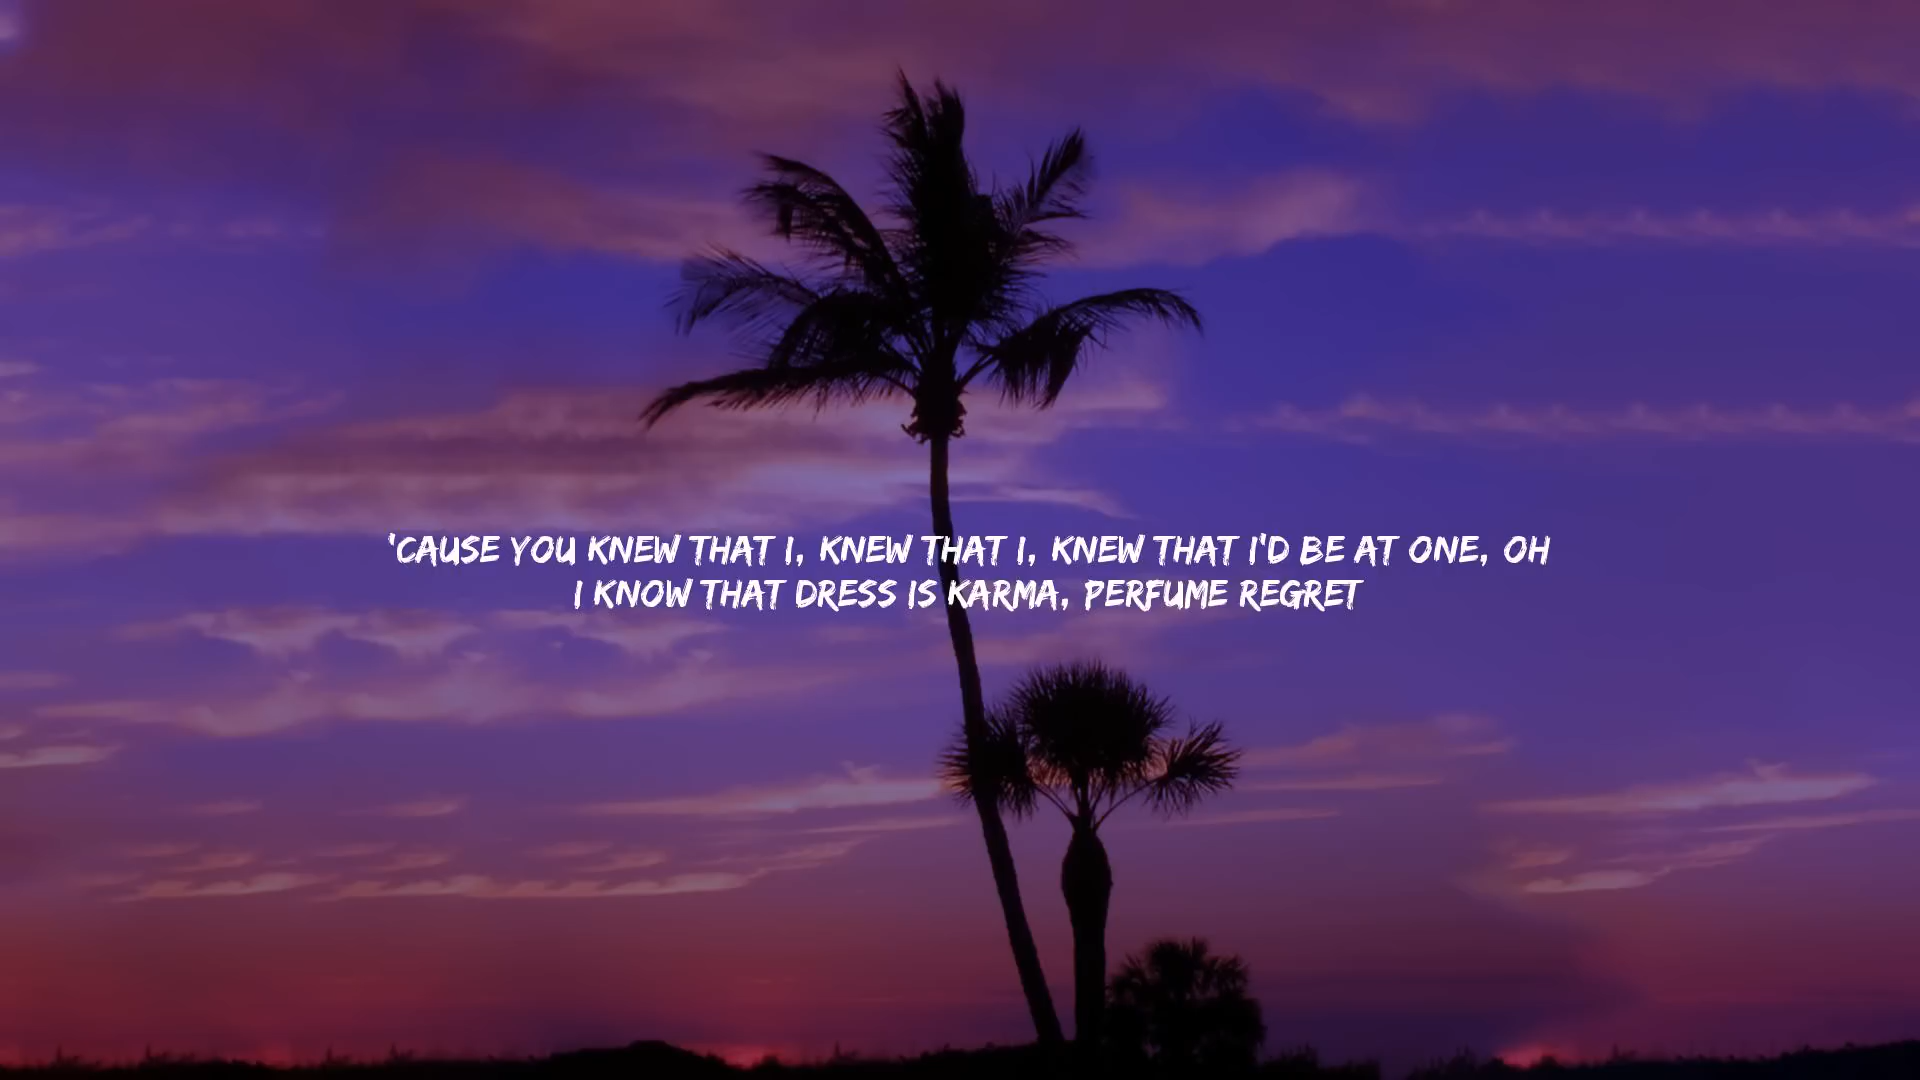 'CAUSE YOU KNEW THAT I, KNEW THAT I, KNEW THAT I'D BE AT ONE, OH
I KNOW THAT DRESS IS KARMA, PERFUME REGRET